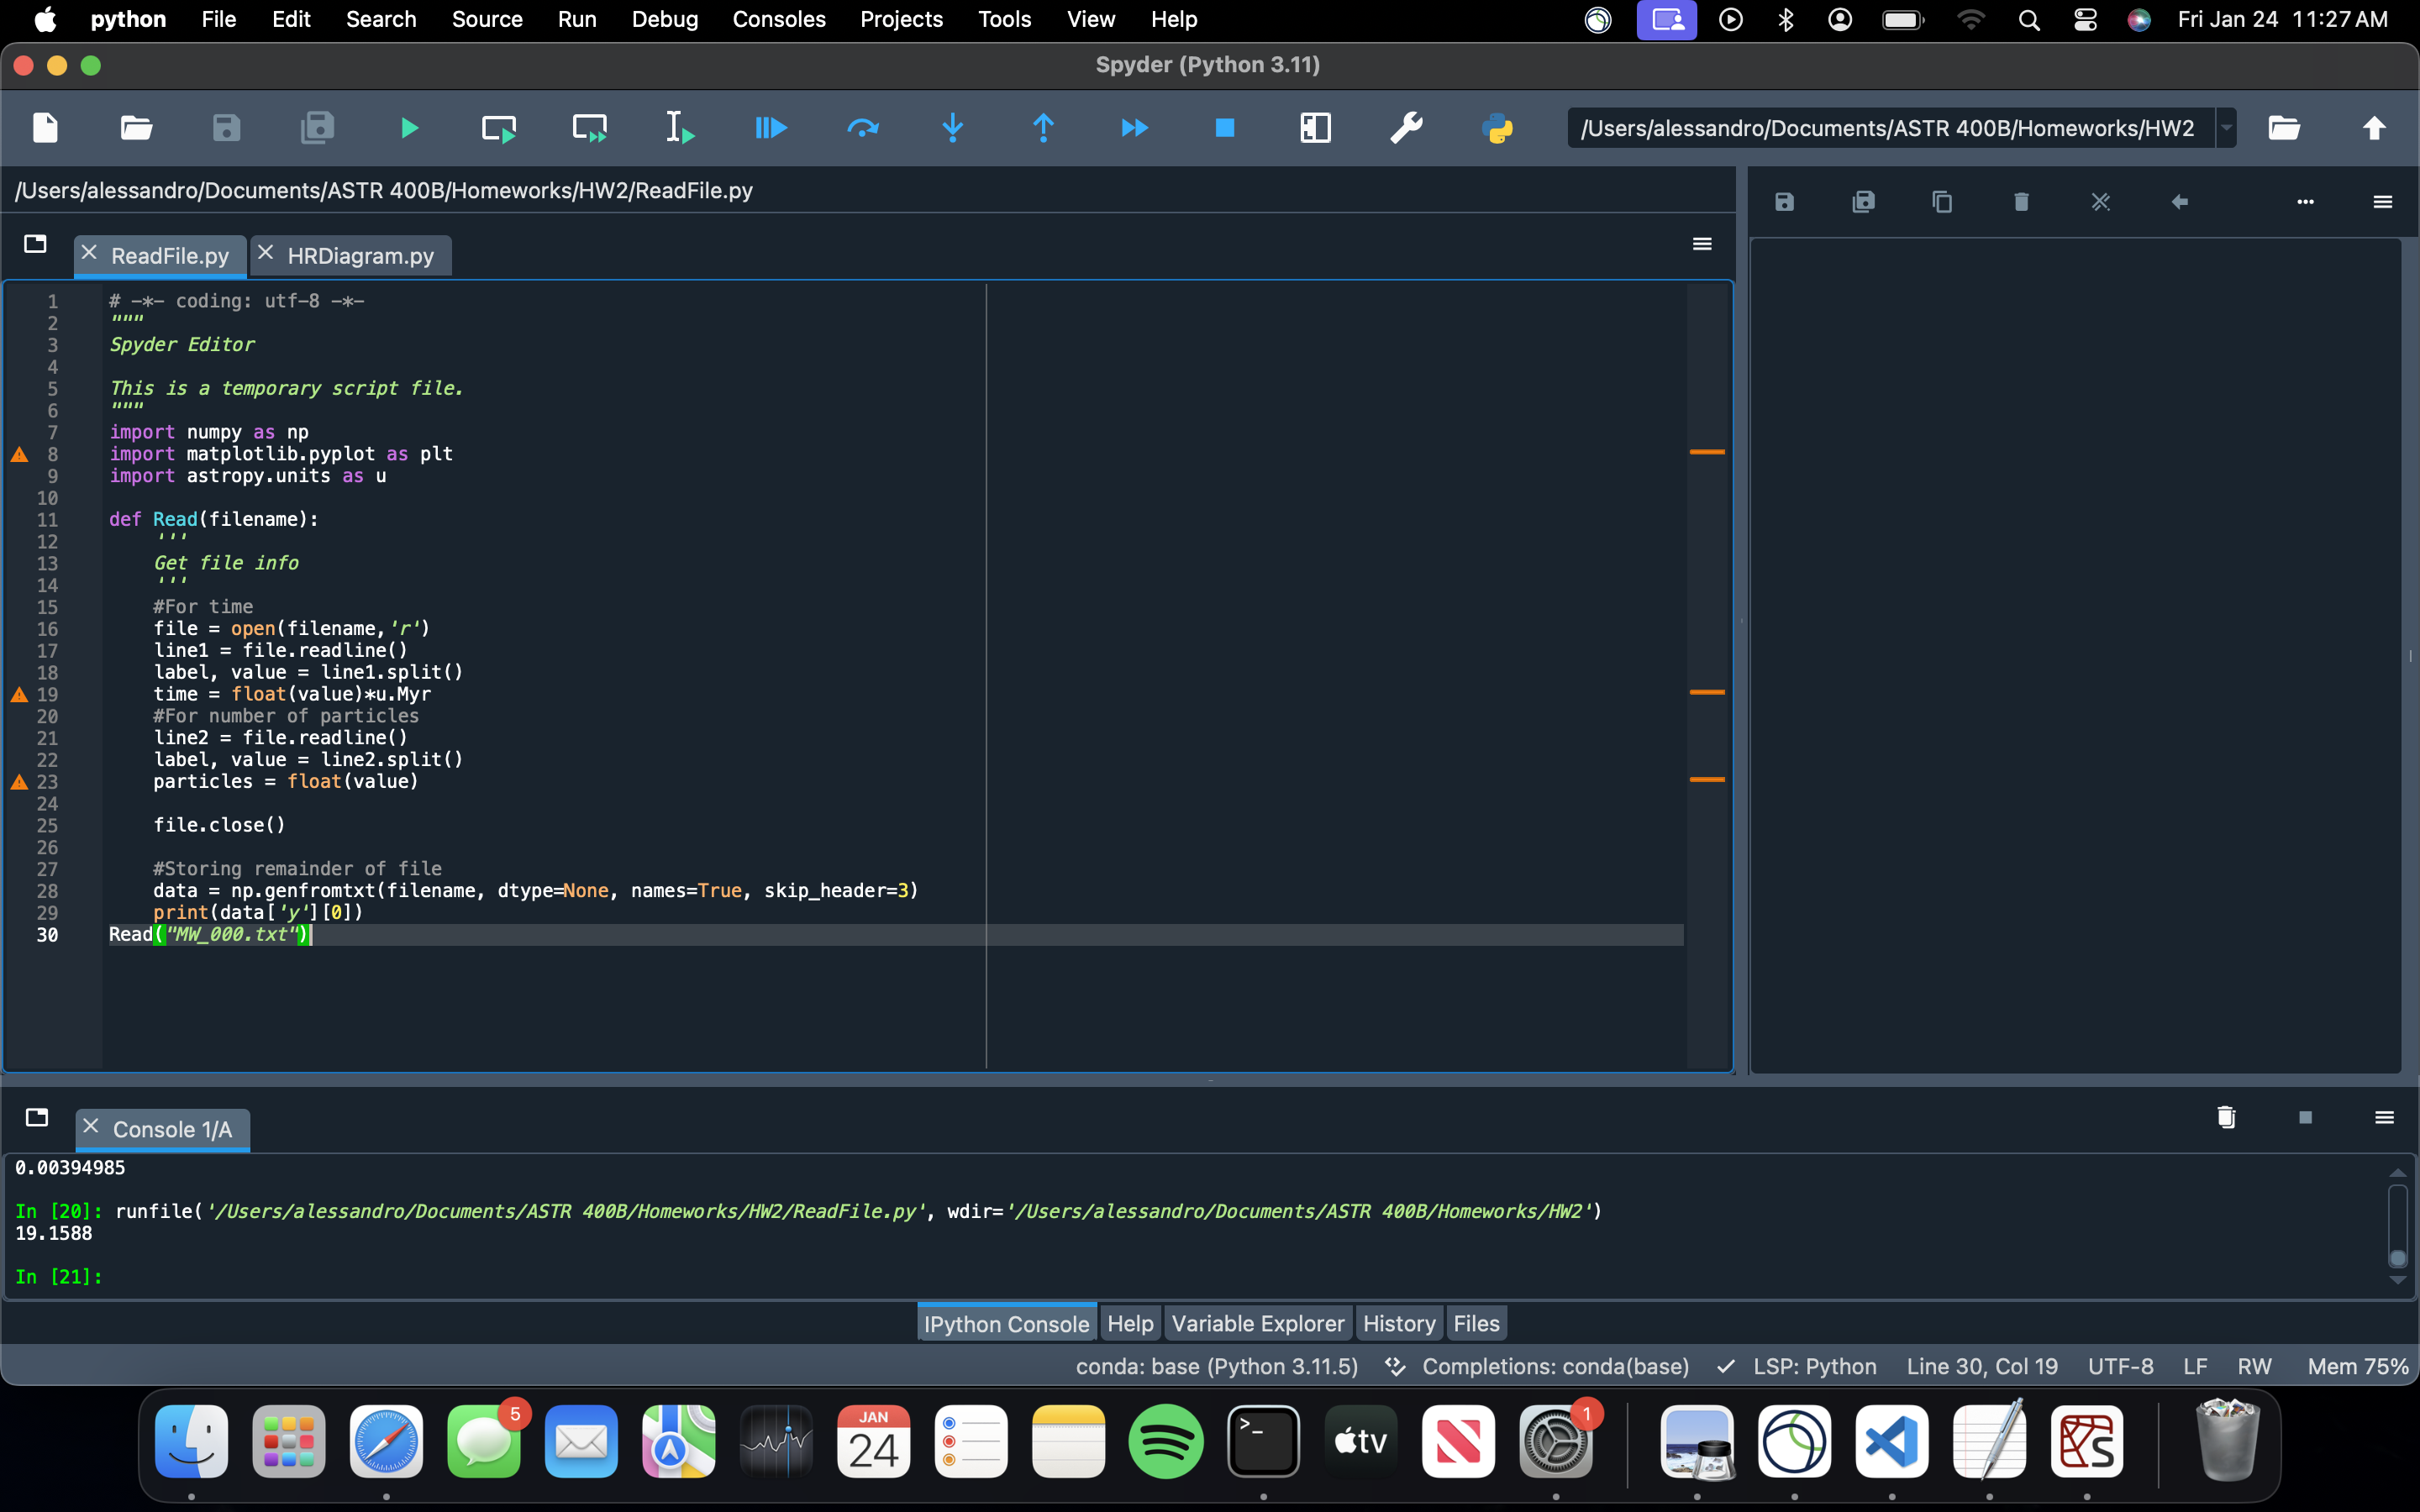 python File Edit Search Source Run Debug Consoles Projects Tools View Help Fri Jan 24 11:27 AM
Spyder (Python 3.11)
/Users/alessandro/Documents/ASTR 400B/Homeworks/HW2
/Users/alessandro/Documents/ASTR 400B/Homeworks/HW2/ReadFile.py
ReadFile.py HRDiagram.py
1 # -*- coding: utf-8 -*-
2 """
3 Spyder Editor
4
5 This is a temporary script file.
6 """
7 import numpy as np
8 import matplotlib.pyplot as plt
9 import astropy.units as u
10
11 def Read(filename):
12 '''
13 Get file info
14 '''
15 #For time
16 file = open(filename,'r')
17 line1 = file.readline()
18 label, value = line1.split()
19 time = float(value)*u.Myr
20 #For number of particles
21 line2 = file.readline()
22 label, value = line2.split()
23 particles = float(value)
24
25 file.close()
26
27 #Storing remainder of file
28 data = np.genfromtxt(filename, dtype=None, names=True, skip_header=3)
29 print(data['y'][0])
30 Read("MW_000.txt")
Console 1/A
0.00394985
In [20]: runfile('/Users/alessandro/Documents/ASTR 400B/Homeworks/HW2/ReadFile.py', wdir='/Users/alessandro/Documents/ASTR 400B/Homeworks/HW2')
19.1588
In [21]:
IPython Console Help Variable Explorer History Files
conda: base (Python 3.11.5) Completions: conda(base) LSP: Python Line 30, Col 19 UTF-8 LF RW Mem 75%
5 JAN 24 >_ tv 1 S